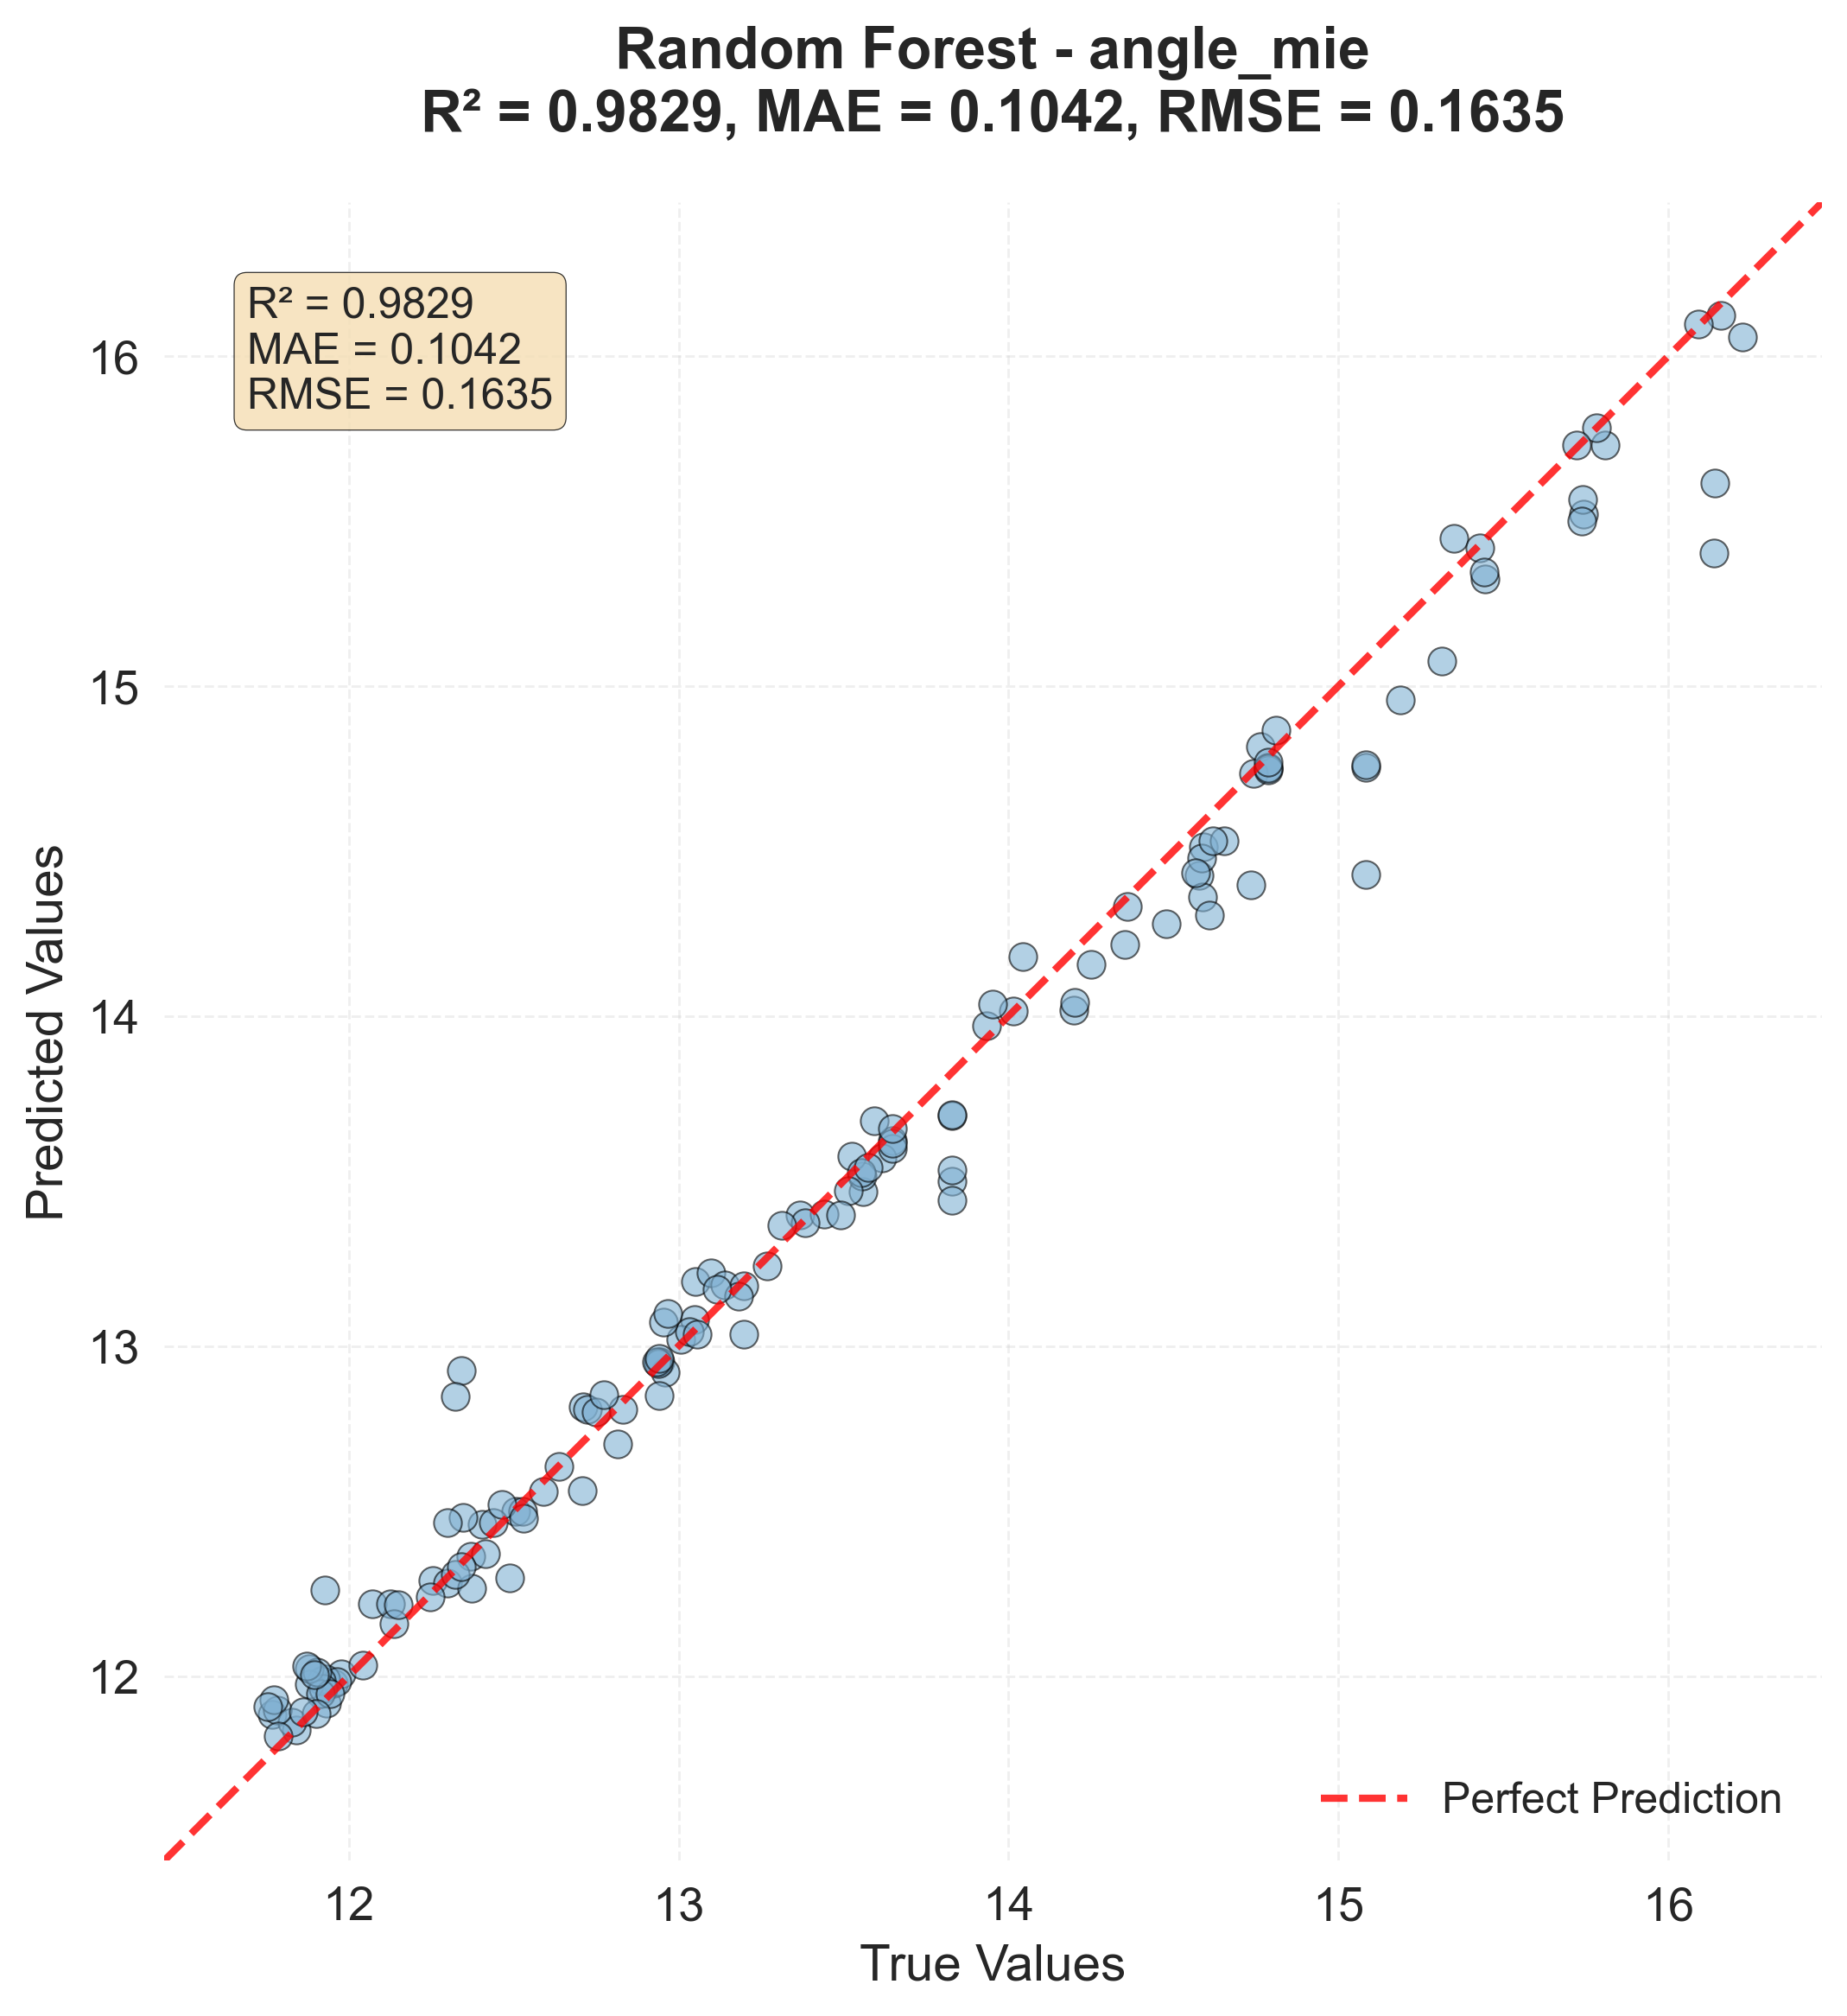 Random Forest - angle_mie
R² = 0.9829, MAE = 0.1042, RMSE = 0.1635
R² = 0.9829
MAE = 0.1042
RMSE = 0.1635
16
15
14
13
12
Predicted Values
Perfect Prediction
12
13
14
15
16
True Values